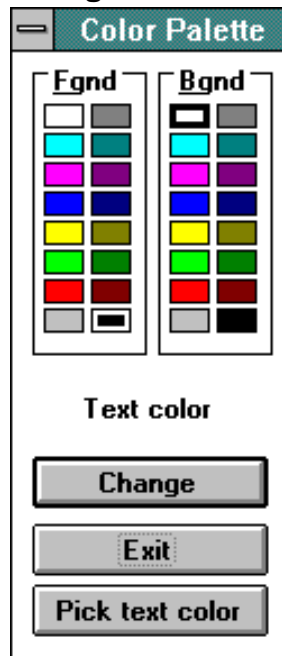 Color Palette
Fgnd Bgnd
Text color
Change
Exit
Pick text color